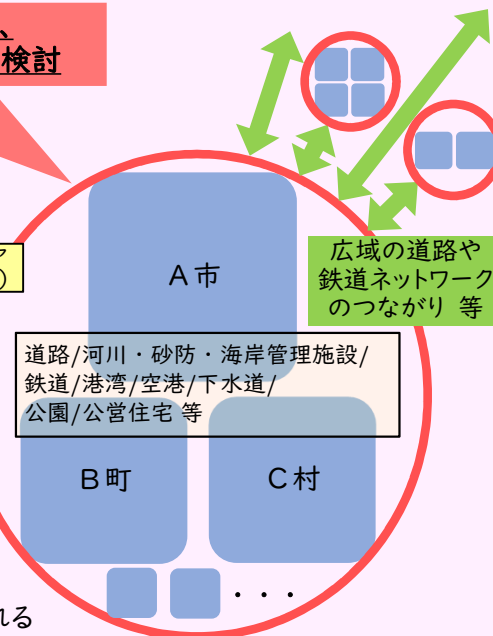 、
検討
広域の道路や
鉄道ネットワーク
のつながり 等
A市
道路/河川・砂防・海岸管理施設/
鉄道/港湾/空港/下水道/
公園/公営住宅 等
B町
C村
・・・
れる